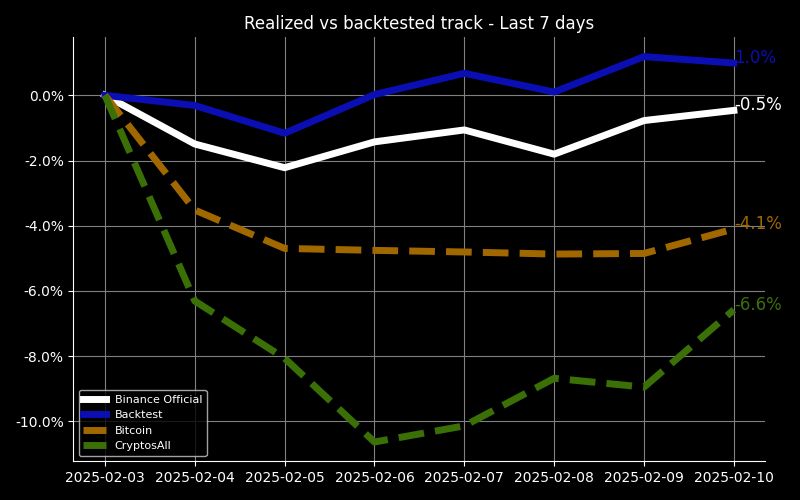 Realized vs backtested track - Last 7 days
1.0%
0.0%
-0.5%
-2.0%
-4.0%
-4.1%
-6.0%
-6.6%
-8.0%
-10.0%
Binance Official
Backtest
Bitcoin
CryptosAll
2025-02-03 2025-02-04 2025-02-05 2025-02-06 2025-02-07 2025-02-08 2025-02-09 2025-02-10